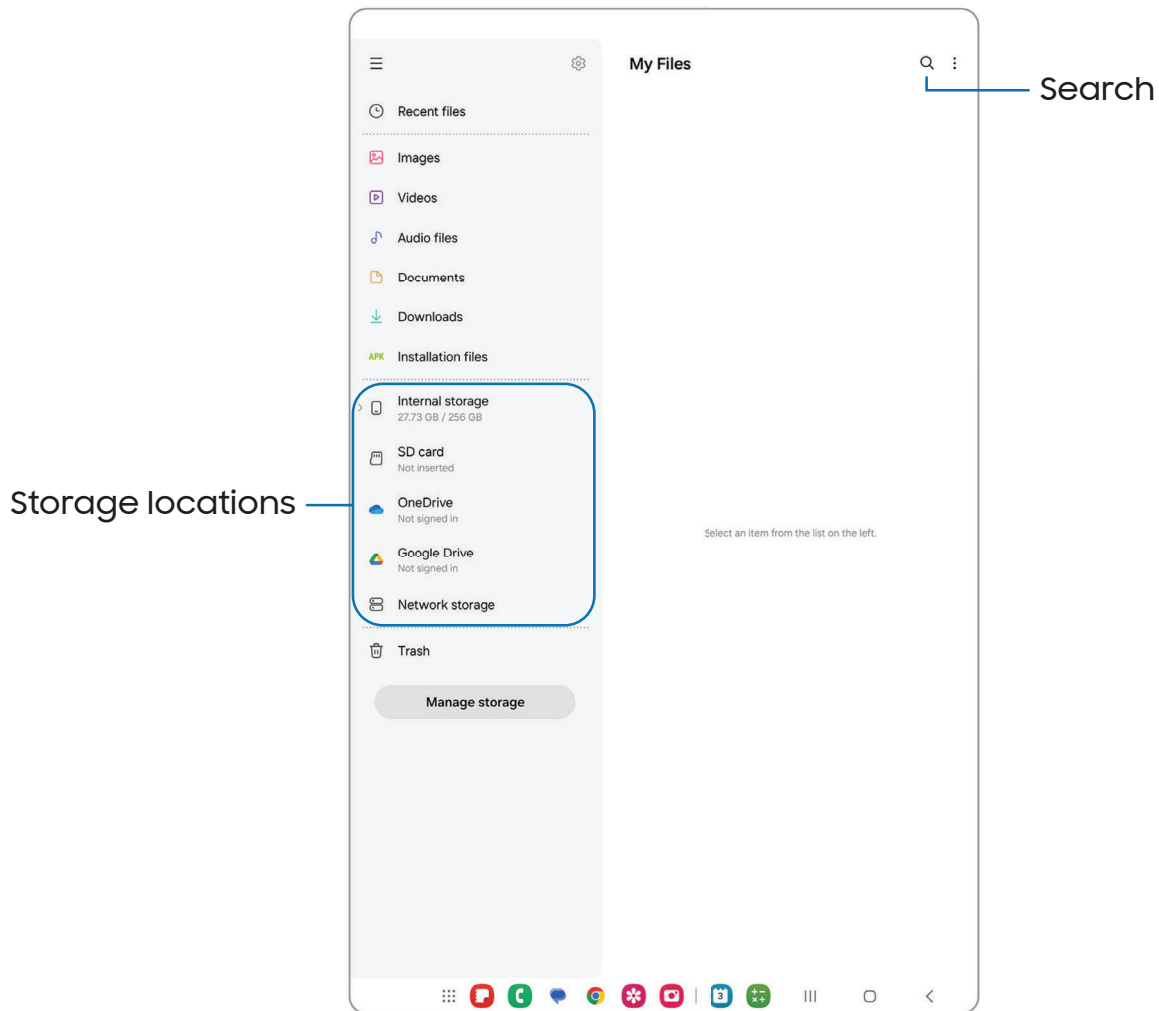 My Files
Search
Recent files
Images
Videos
Audio files
Documents
Downloads
APK Installation files
Internal storage
27.73 GB / 256 GB
SD card
Not inserted
Storage locations
OneDrive
Not signed in
Select an item from the list on the left.
Google Drive
Not signed in
Network storage
Trash
Manage storage
3